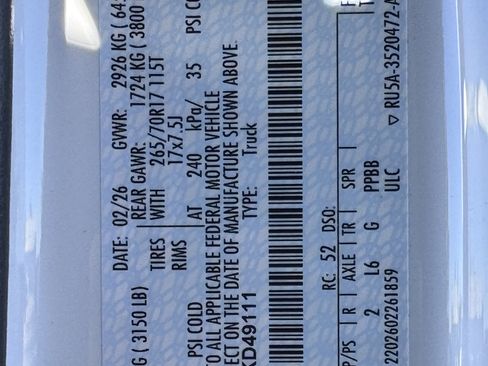 DATE: 02/26 GVWR: 2926 KG ( 64
G ( 3150 LB) REAR GAWR: 1724 KG ( 3800
TIRES WITH 265/70R17 115T
RIMS 17x7.5J
PSI COLD AT 240 kPa/ 35 PSI C
TO ALL APPLICABLE FEDERAL MOTOR VEHICLE
ECT ON THE DATE OF MANUFACTURE SHOWN ABOVE.
KD49111 TYPE: Truck
RC: 52 DSO:
P/PS R AXLE TR SPR
2 L6 G PPBB
2202602261859 ULC ▽ RU5A-3520472-A